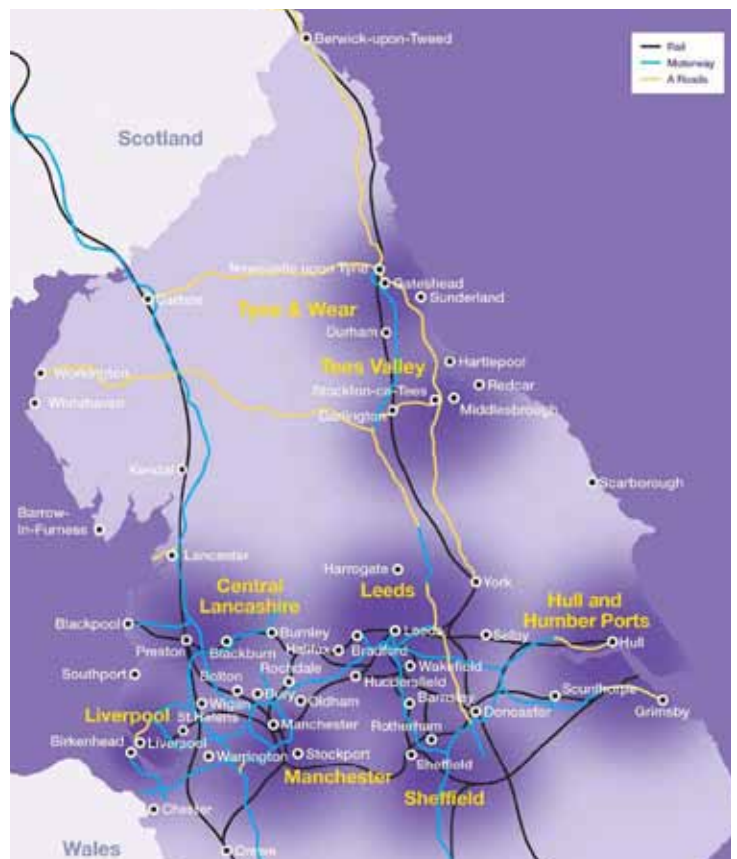 Berwick-upon-Tweed
Rail
Motorway
A Roads
Scotland
Newcastle upon Tyne
Gateshead
Carlisle
Sunderland
Tyne & Wear
Durham
Hartlepool
Tees Valley
Workington
Redcar
Stockton-on-Tees
Whitehaven
Middlesbrough
Darlington
Kendal
Scarborough
Barrow-
In-Furness
Lancaster
Harrogate
York
Central
Lancashire
Leeds
Hull and
Humber Ports
Blackpool
Burnley
Leeds
Selby
Hull
Preston
Blackburn
Halifax
Bradford
Rochdale
Wakefield
Southport
Bolton
Huddersfield
Bury
Scunthorpe
Wigan
Oldham
Barnsley
Grimsby
Liverpool
St Helens
Doncaster
Manchester
Rotherham
Birkenhead
Liverpool
Warrington
Stockport
Sheffield
Manchester
Sheffield
Chester
Wales
Crewe